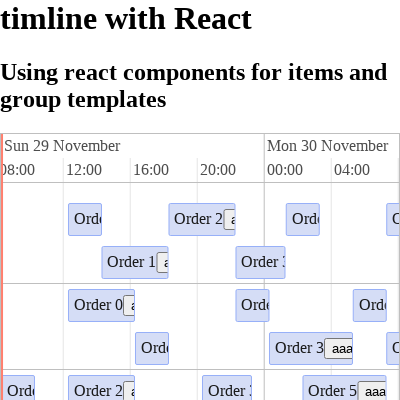 timline with React
Using react components for items and
group templates
Sun 29 November Mon 30 November
08:00 12:00 16:00 20:00 00:00 04:00
Order 2
Order 1
Order 0
Order 3 aaa
Order 2 Order Order 5 aaa